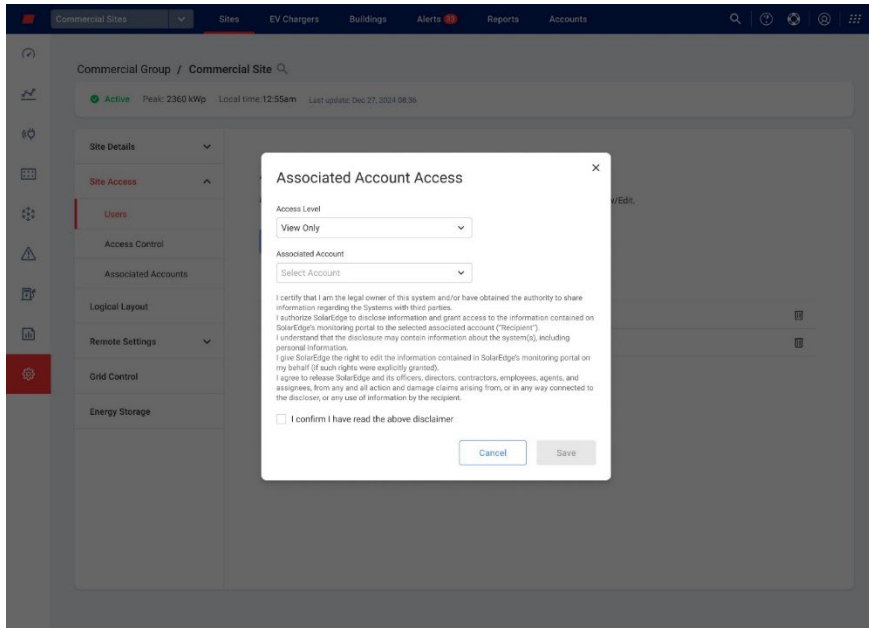 Commercial Sites
Sites
EV Chargers
Buildings
Alerts 33
Reports
Accounts
Commercial Group / Commercial Site
Active Peak: 2360 kWp Local time:12:55am Last update: Dec 27, 2024 08:36
Site Details
Site Access
Users
Access Control
Associated Accounts
Logical Layout
Remote Settings
Grid Control
Energy Storage
w/Edit.
Associated Account Access
Access Level
View Only
Associated Account
Select Account
I certify that I am the legal owner of this system and/or have obtained the authority to share
information regarding the Systems with third parties.
I authorize SolarEdge to disclose information and grant access to the information contained on
SolarEdge's monitoring portal to the selected associated account ("Recipient").
I understand that the disclosure may contain information about the system(s), including
personal information.
I give SolarEdge the right to edit the information contained in SolarEdge's monitoring portal on
my behalf (if such rights were explicitly granted).
I agree to release SolarEdge and its officers, directors, contractors, employees, agents, and
assignees, from any and all action and damage claims arising from, or in any way connected to
the discloser, or any use of information by the recipient.
I confirm I have read the above disclaimer
Cancel
Save